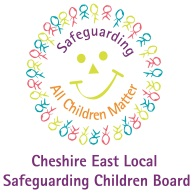 Safeguarding
All Children Matter
Cheshire East Local
Safeguarding Children Board